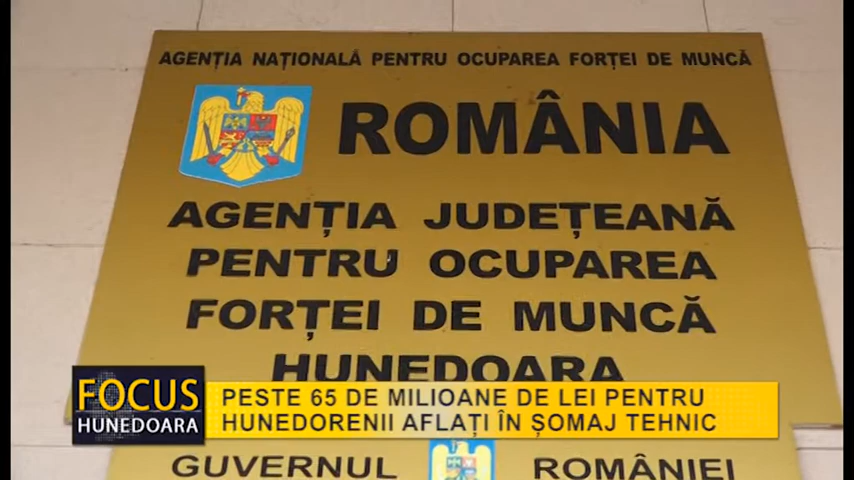 AGENȚIA NAȚIONALĂ PENTRU OCUPAREA FORȚEI DE MUNCĂ
ROMÂNIA
AGENȚIA JUDEȚEANĂ
PENTRU OCUPAREA
FORȚEI DE MUNCĂ
HUNEDOARA
FOCUS
HUNEDOARA
PESTE 65 DE MILIOANE DE LEI PENTRU
HUNEDORENII AFLAȚI ÎN ȘOMAJ TEHNIC
GUVERNUL ROMÂNIEI